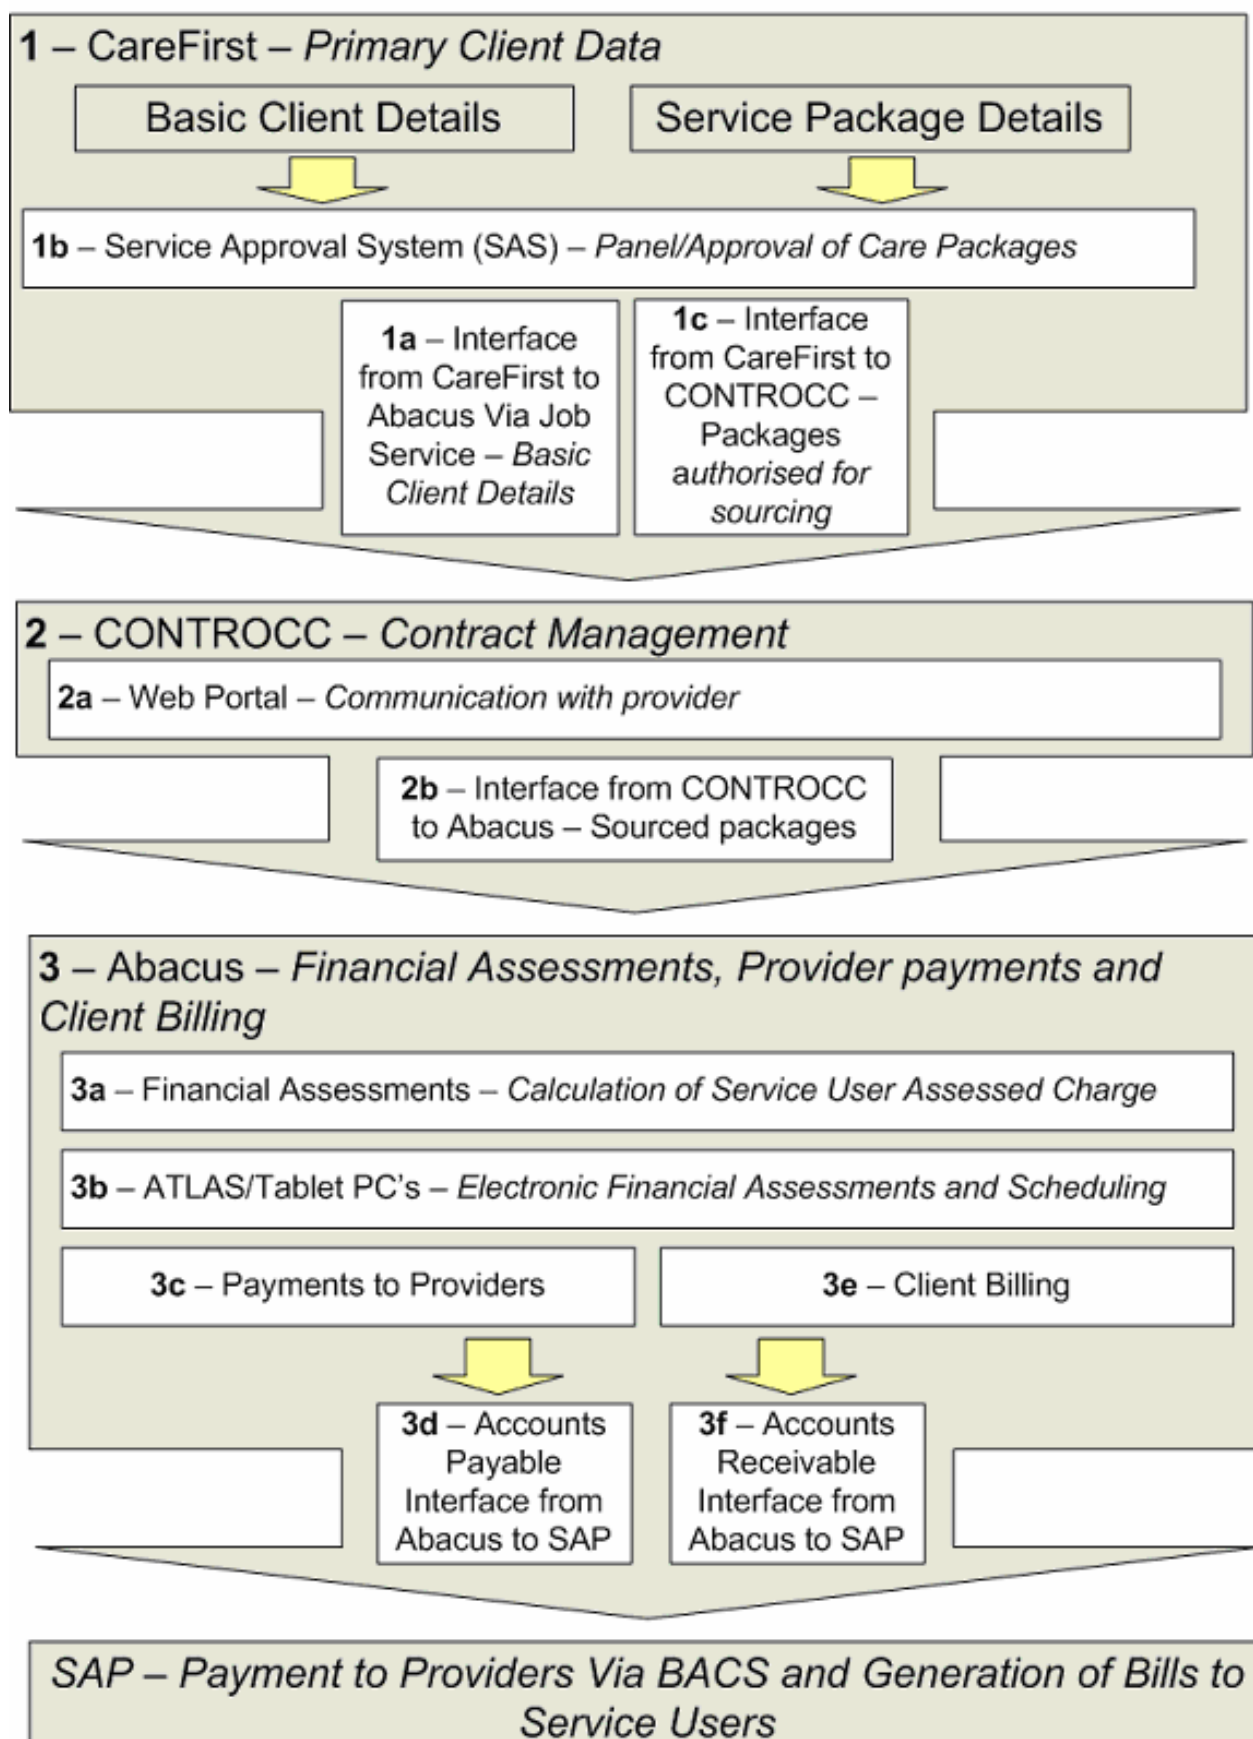 1 – CareFirst – Primary Client Data
Basic Client Details
Service Package Details
1b – Service Approval System (SAS) – Panel/Approval of Care Packages
1a – Interface
from CareFirst to
Abacus Via Job
Service – Basic
Client Details
1c – Interface
from CareFirst to
CONTROCC –
Packages
authorised for
sourcing
2 – CONTROCC – Contract Management
2a – Web Portal – Communication with provider
2b – Interface from CONTROCC
to Abacus – Sourced packages
3 – Abacus – Financial Assessments, Provider payments and
Client Billing
3a – Financial Assessments – Calculation of Service User Assessed Charge
3b – ATLAS/Tablet PC's – Electronic Financial Assessments and Scheduling
3c – Payments to Providers
3e – Client Billing
3d – Accounts
Payable
Interface from
Abacus to SAP
3f – Accounts
Receivable
Interface from
Abacus to SAP
SAP – Payment to Providers Via BACS and Generation of Bills to
Service Users